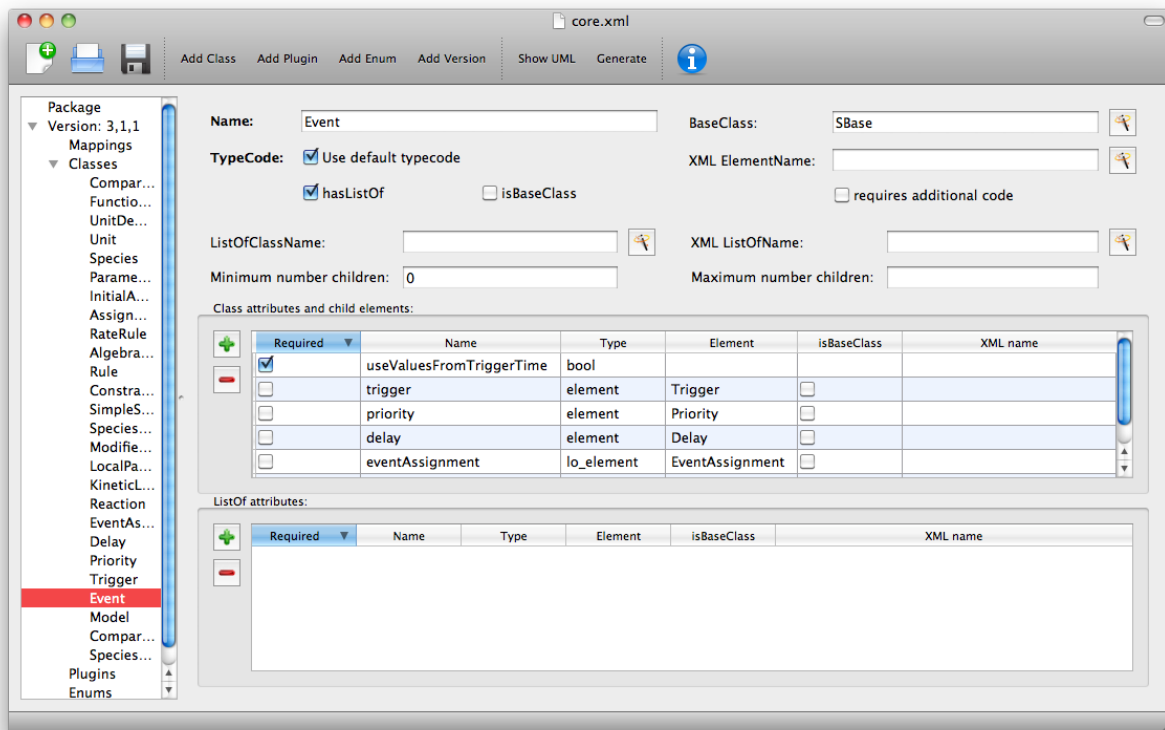 core.xml
Add Class Add Plugin Add Enum Add Version Show UML Generate
Package
Version: 3,1,1
Mappings
Classes
Compar...
Functio...
UnitDe...
Unit
Species
Parame...
InitialA...
Assign...
RateRule
Algebra...
Rule
Constra...
SimpleS...
Species...
Modifie...
LocalPa...
KineticL...
Reaction
EventAs...
Delay
Priority
Trigger
Event
Model
Compar...
Species...
Plugins
Enums
Name: Event BaseClass: SBase
TypeCode: Use default typecode XML ElementName:
hasListOf isBaseClass requires additional code
ListOfClassName: XML ListOfName:
Minimum number children: 0 Maximum number children:
Class attributes and child elements:
Required Name Type Element isBaseClass XML name
useValuesFromTriggerTime bool
trigger element Trigger
priority element Priority
delay element Delay
eventAssignment lo_element EventAssignment
ListOf attributes:
Required Name Type Element isBaseClass XML name